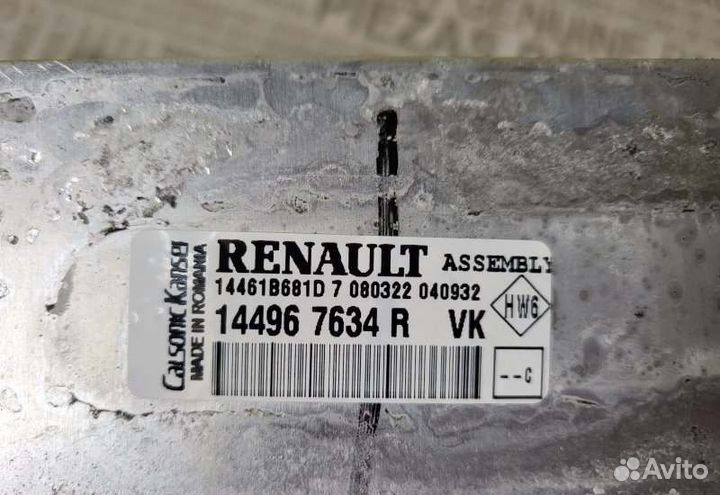 Calsonic Kansei
MADE IN ROMANIA
RENAULT ASSEMBLY
14461B681D 7 080322 040932
14496 7634 R VK
HW6
--C
Avito